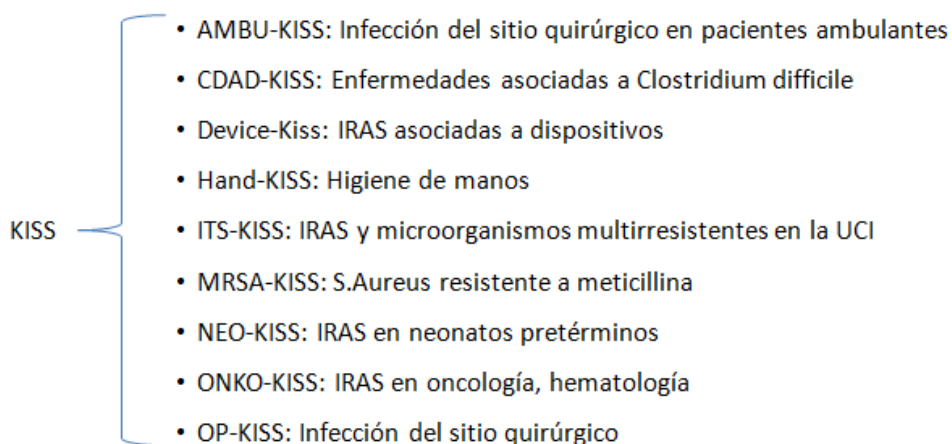 • AMBU-KISS: Infección del sitio quirúrgico en pacientes ambulantes
• CDAD-KISS: Enfermedades asociadas a Clostridium difficile
• Device-Kiss: IRAS asociadas a dispositivos
• Hand-KISS: Higiene de manos
KISS
• ITS-KISS: IRAS y microorganismos multirresistentes en la UCI
• MRSA-KISS: S.Aureus resistente a meticillina
• NEO-KISS: IRAS en neonatos pretérminos
• ONKO-KISS: IRAS en oncología, hematología
• OP-KISS: Infección del sitio quirúrgico